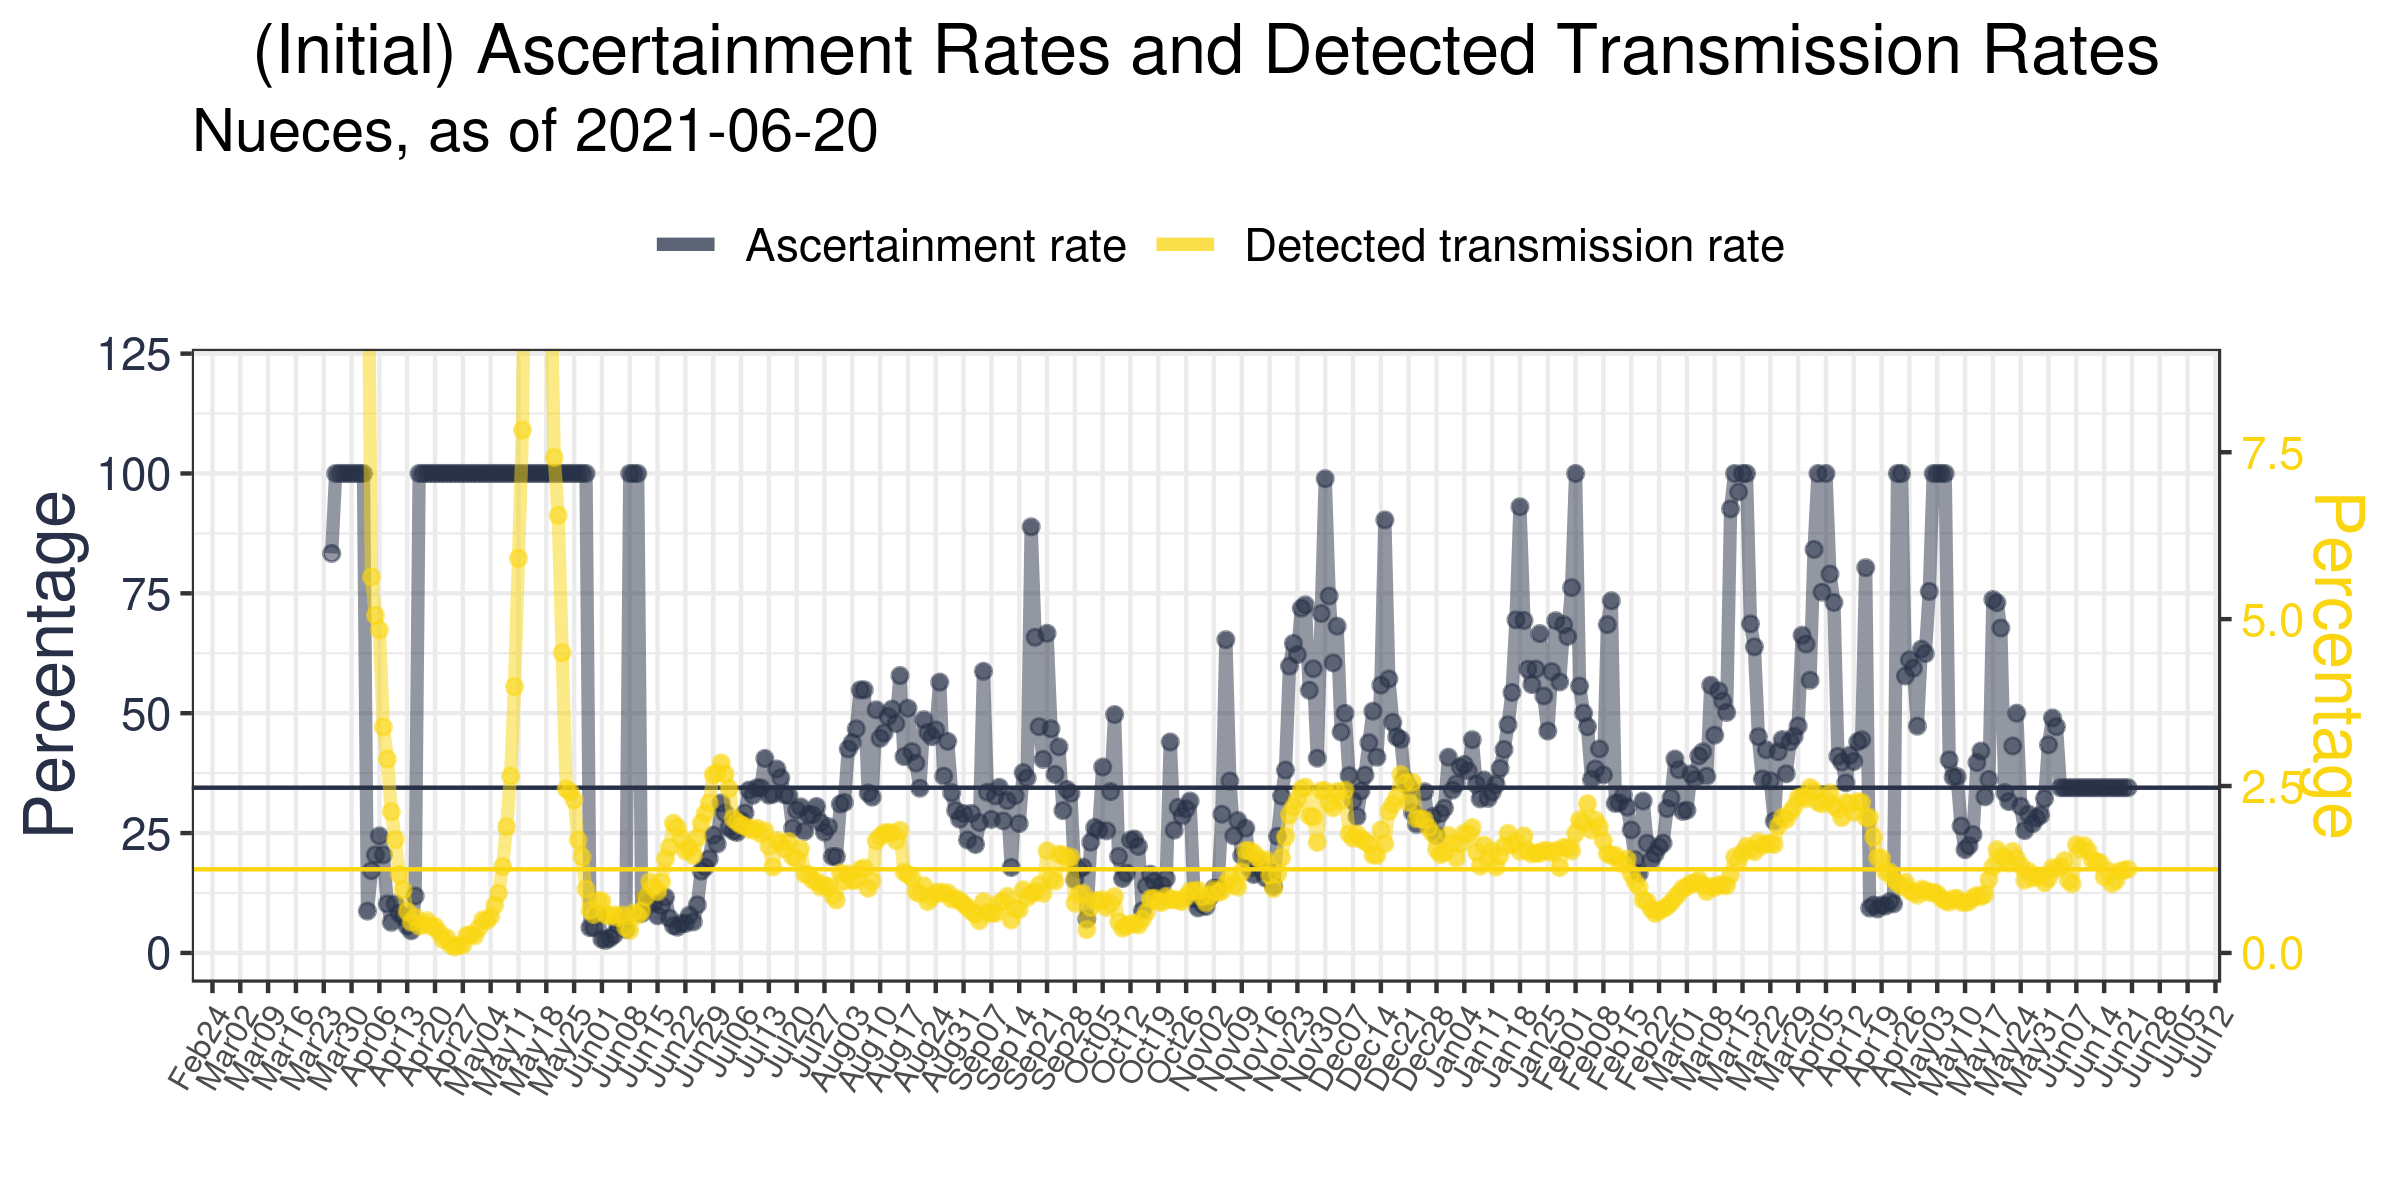 (Initial) Ascertainment Rates and Detected Transmission Rates
Nueces, as of 2021-06-20
Ascertainment rate
Detected transmission rate
Percentage
125
100
75
50
25
0
7.5
5.0
2.5
0.0
Percentage
Feb24
Mar02
Mar09
Mar16
Mar23
Mar30
Apr06
Apr13
Apr20
Apr27
May04
May11
May18
May25
Jun01
Jun08
Jun15
Jun22
Jun29
Jul06
Jul13
Jul20
Jul27
Aug03
Aug10
Aug17
Aug24
Aug31
Sep07
Sep14
Sep21
Sep28
Oct05
Oct12
Oct19
Oct26
Nov02
Nov09
Nov16
Nov23
Nov30
Dec07
Dec14
Dec21
Dec28
Jan04
Jan11
Jan18
Jan25
Feb01
Feb08
Feb15
Feb22
Mar01
Mar08
Mar15
Mar22
Mar29
Apr05
Apr12
Apr19
Apr26
May03
May10
May17
May24
May31
Jun07
Jun14
Jun21
Jun28
Jul05
Jul12